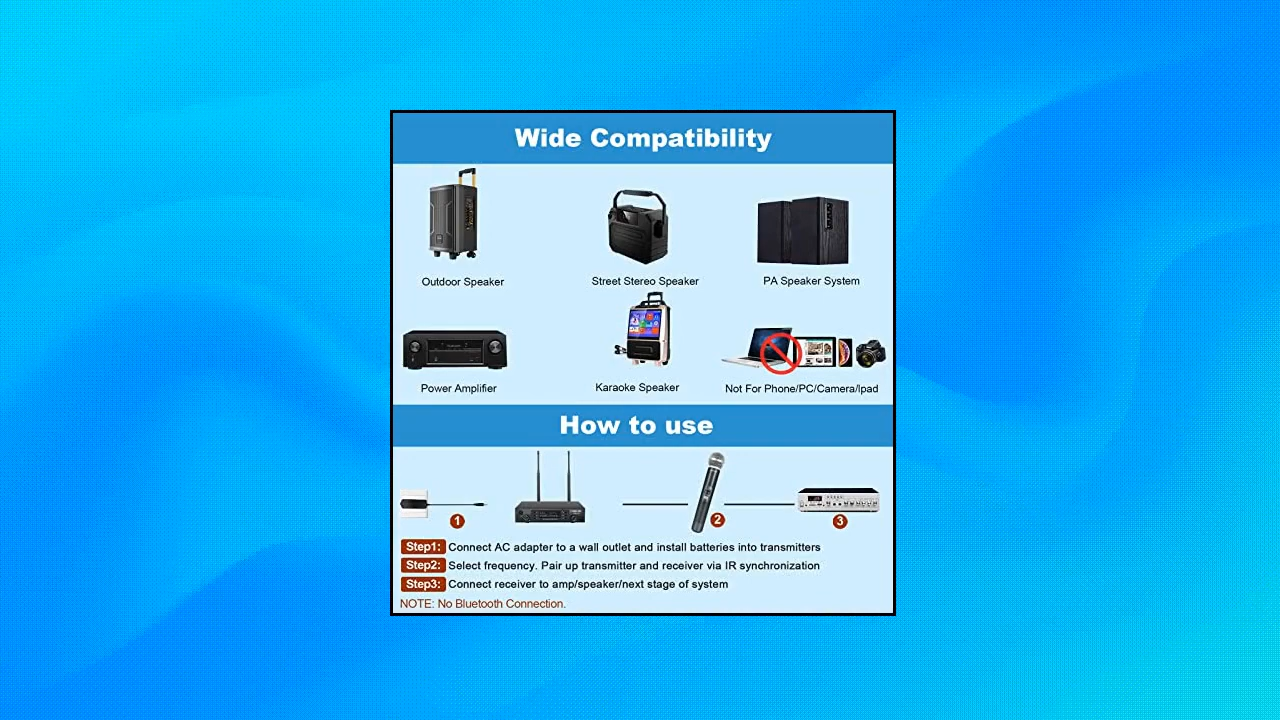 Wide Compatibility
Outdoor Speaker
Street Stereo Speaker
PA Speaker System
Power Amplifier
Karaoke Speaker
Not For Phone/PC/Camera/Ipad
How to use
1
2
3
Step1: Connect AC adapter to a wall outlet and install batteries into transmitters
Step2: Select frequency. Pair up transmitter and receiver via IR synchronization
Step3: Connect receiver to amp/speaker/next stage of system
NOTE: No Bluetooth Connection.